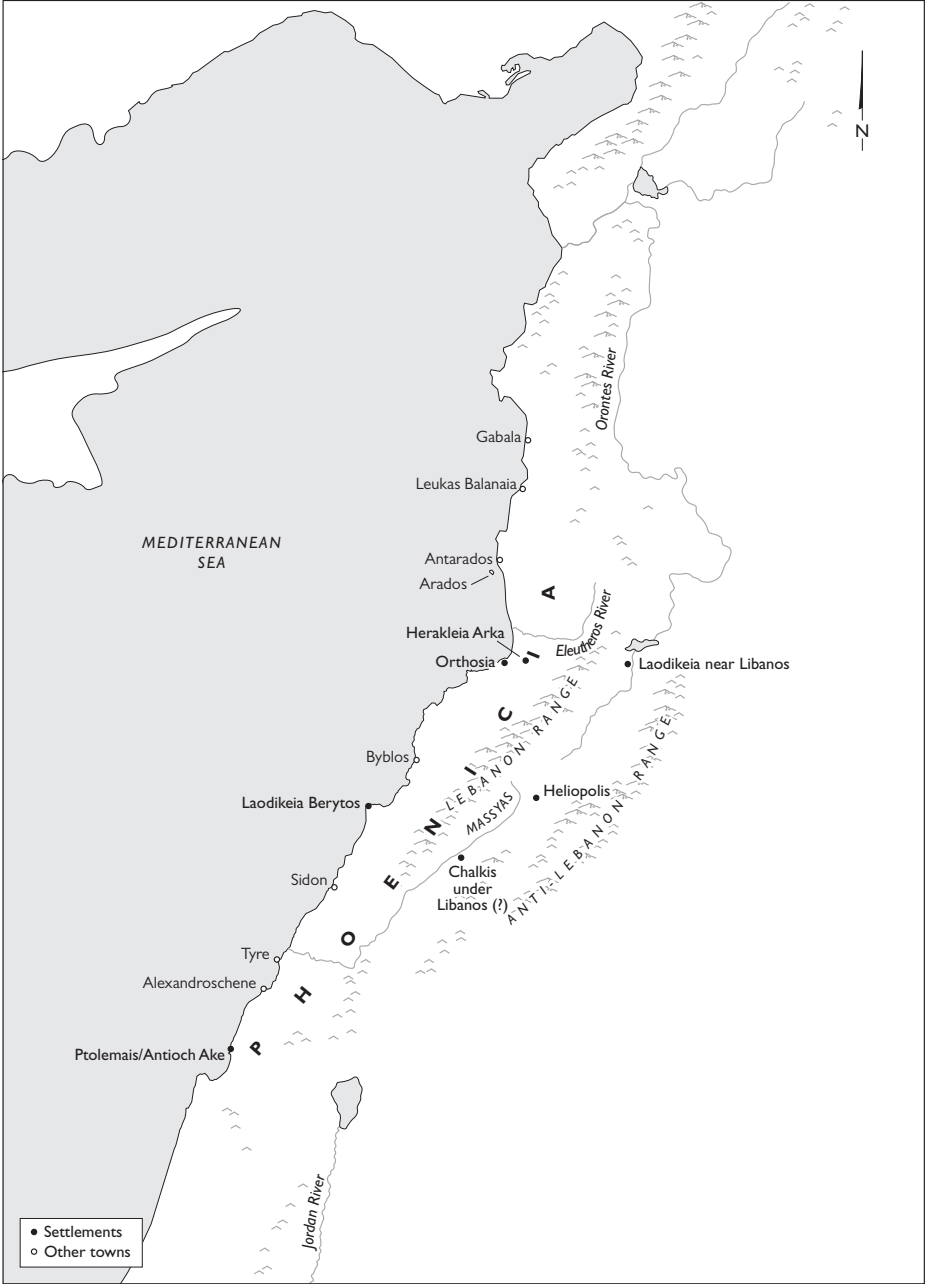 N
Orontes River
Gabala
Leukas Balanaia
MEDITERRANEAN
SEA
Antarados
Arados
Herakleia Arka
Eleutheros River
Orthosia
Laodikeia near Libanos
PHOENICIA
LEBANON RANGE
ANTI-LEBANON RANGE
Byblos
Heliopolis
Laodikeia Berytos
MASSYAS
Chalkis
under
Libanos (?)
Sidon
Tyre
Alexandroschene
Ptolemais/Antioch Ake
Jordan River
Settlements
Other towns